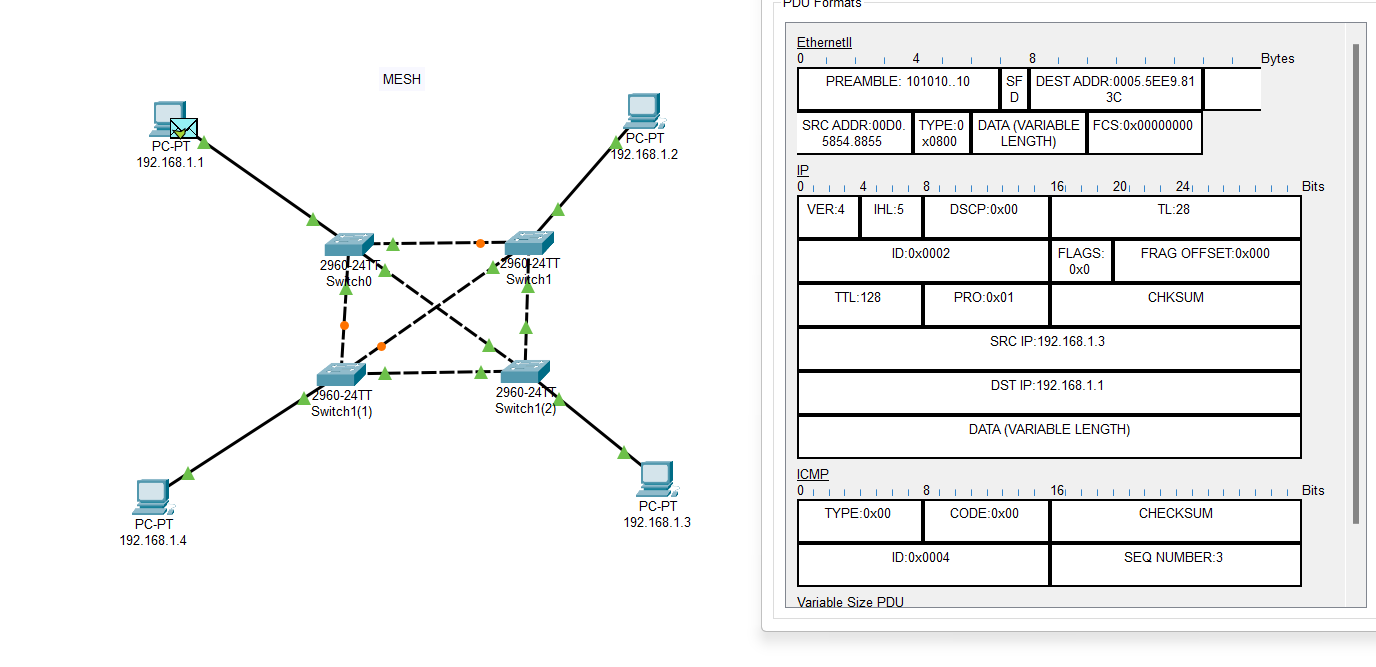 MESH
PC-PT
192.168.1.1
PC-PT
192.168.1.2
2960-24TT
Switch0
2960-24TT
Switch1
2960-24TT
Switch1(1)
2960-24TT
Switch1(2)
PC-PT
192.168.1.4
PC-PT
192.168.1.3
PDU Formats
EthernetII
0 4 8 Bytes
PREAMBLE: 101010..10
SF
D
DEST ADDR:0005.5EE9.81
3C
SRC ADDR:00D0.
5854.8855
TYPE:0
x0800
DATA (VARIABLE
LENGTH)
FCS:0x00000000
IP
0 4 8 16 20 24 Bits
VER:4 IHL:5 DSCP:0x00 TL:28
ID:0x0002
FLAGS:
0x0
FRAG OFFSET:0x000
TTL:128 PRO:0x01 CHKSUM
SRC IP:192.168.1.3
DST IP:192.168.1.1
DATA (VARIABLE LENGTH)
ICMP
0 8 16 Bits
TYPE:0x00 CODE:0x00 CHECKSUM
ID:0x0004 SEQ NUMBER:3
Variable Size PDU